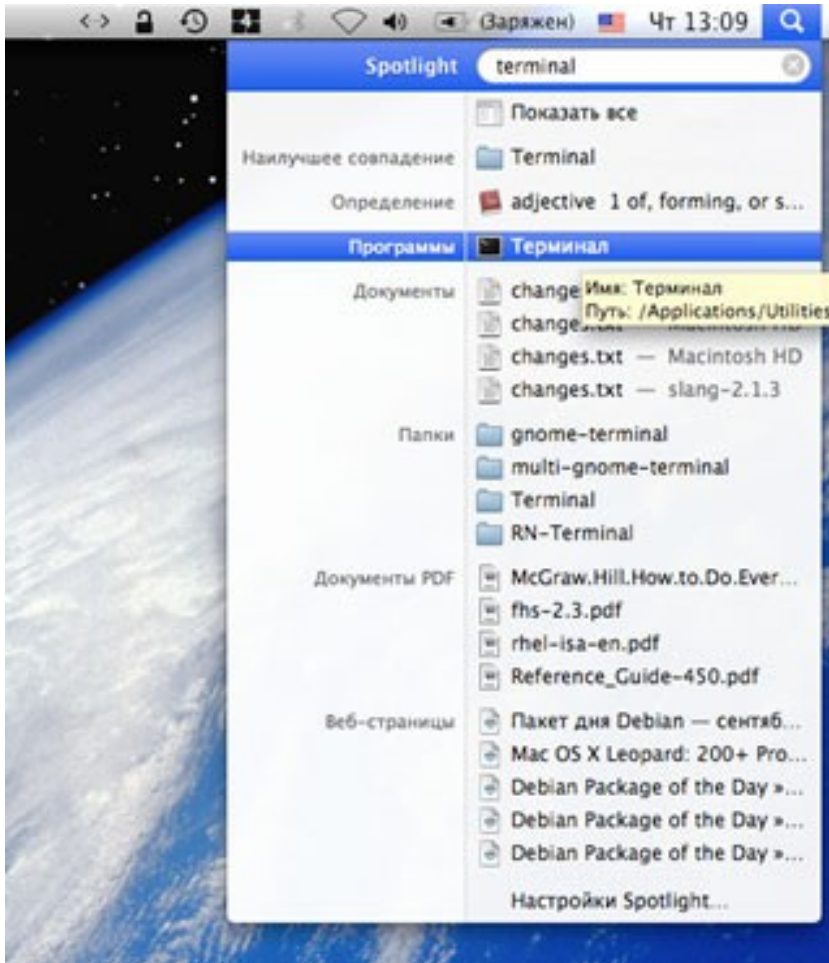 (Заряжен) Чт 13:09
Spotlight terminal
Показать все
Наилучшее совпадение Terminal
Определение adjective 1 of, forming, or s...
Программы Терминал
Документы change
Имя: Терминал
Путь: /Applications/Utilities
changes.txt — Macintosh HD
changes.txt — Macintosh HD
changes.txt — slang-2.1.3
Папки gnome-terminal
multi-gnome-terminal
Terminal
RN-Terminal
Документы PDF McGraw.Hill.How.to.Do.Ever...
fhs-2.3.pdf
rhel-isa-en.pdf
Reference_Guide-450.pdf
Веб-страницы Пакет дня Debian — сентяб...
Mac OS X Leopard: 200+ Pro...
Debian Package of the Day »...
Debian Package of the Day »...
Debian Package of the Day »...
Настройки Spotlight...